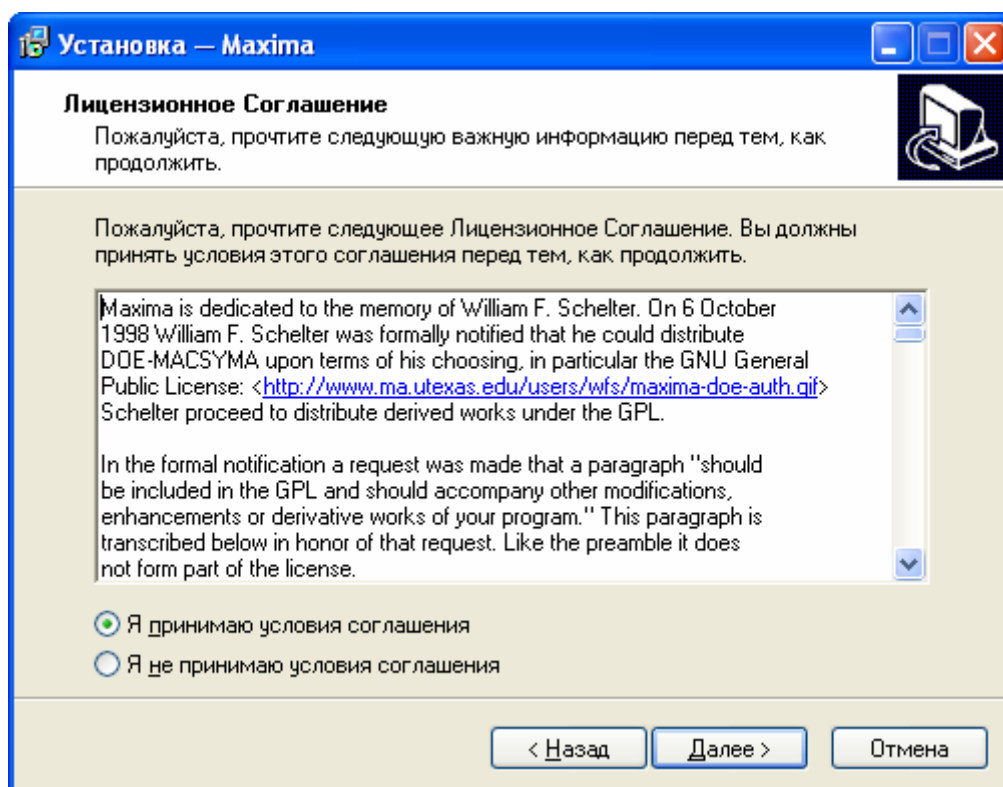 Установка — Maxima
Лицензионное Соглашение
Пожалуйста, прочтите следующую важную информацию перед тем, как
продолжить.
Пожалуйста, прочтите следующее Лицензионное Соглашение. Вы должны
принять условия этого соглашения перед тем, как продолжить.
Maxima is dedicated to the memory of William F. Schelter. On 6 October
1998 William F. Schelter was formally notified that he could distribute
DOE-MACSYMA upon terms of his choosing, in particular the GNU General
Public License: <http://www.ma.utexas.edu/users/wfs/maxima-doe-auth.gif>
Schelter proceed to distribute derived works under the GPL.
In the formal notification a request was made that a paragraph "should
be included in the GPL and should accompany other modifications,
enhancements or derivative works of your program." This paragraph is
transcribed below in honor of that request. Like the preamble it does
not form part of the license.
Я принимаю условия соглашения
Я не принимаю условия соглашения
< Назад
Далее >
Отмена